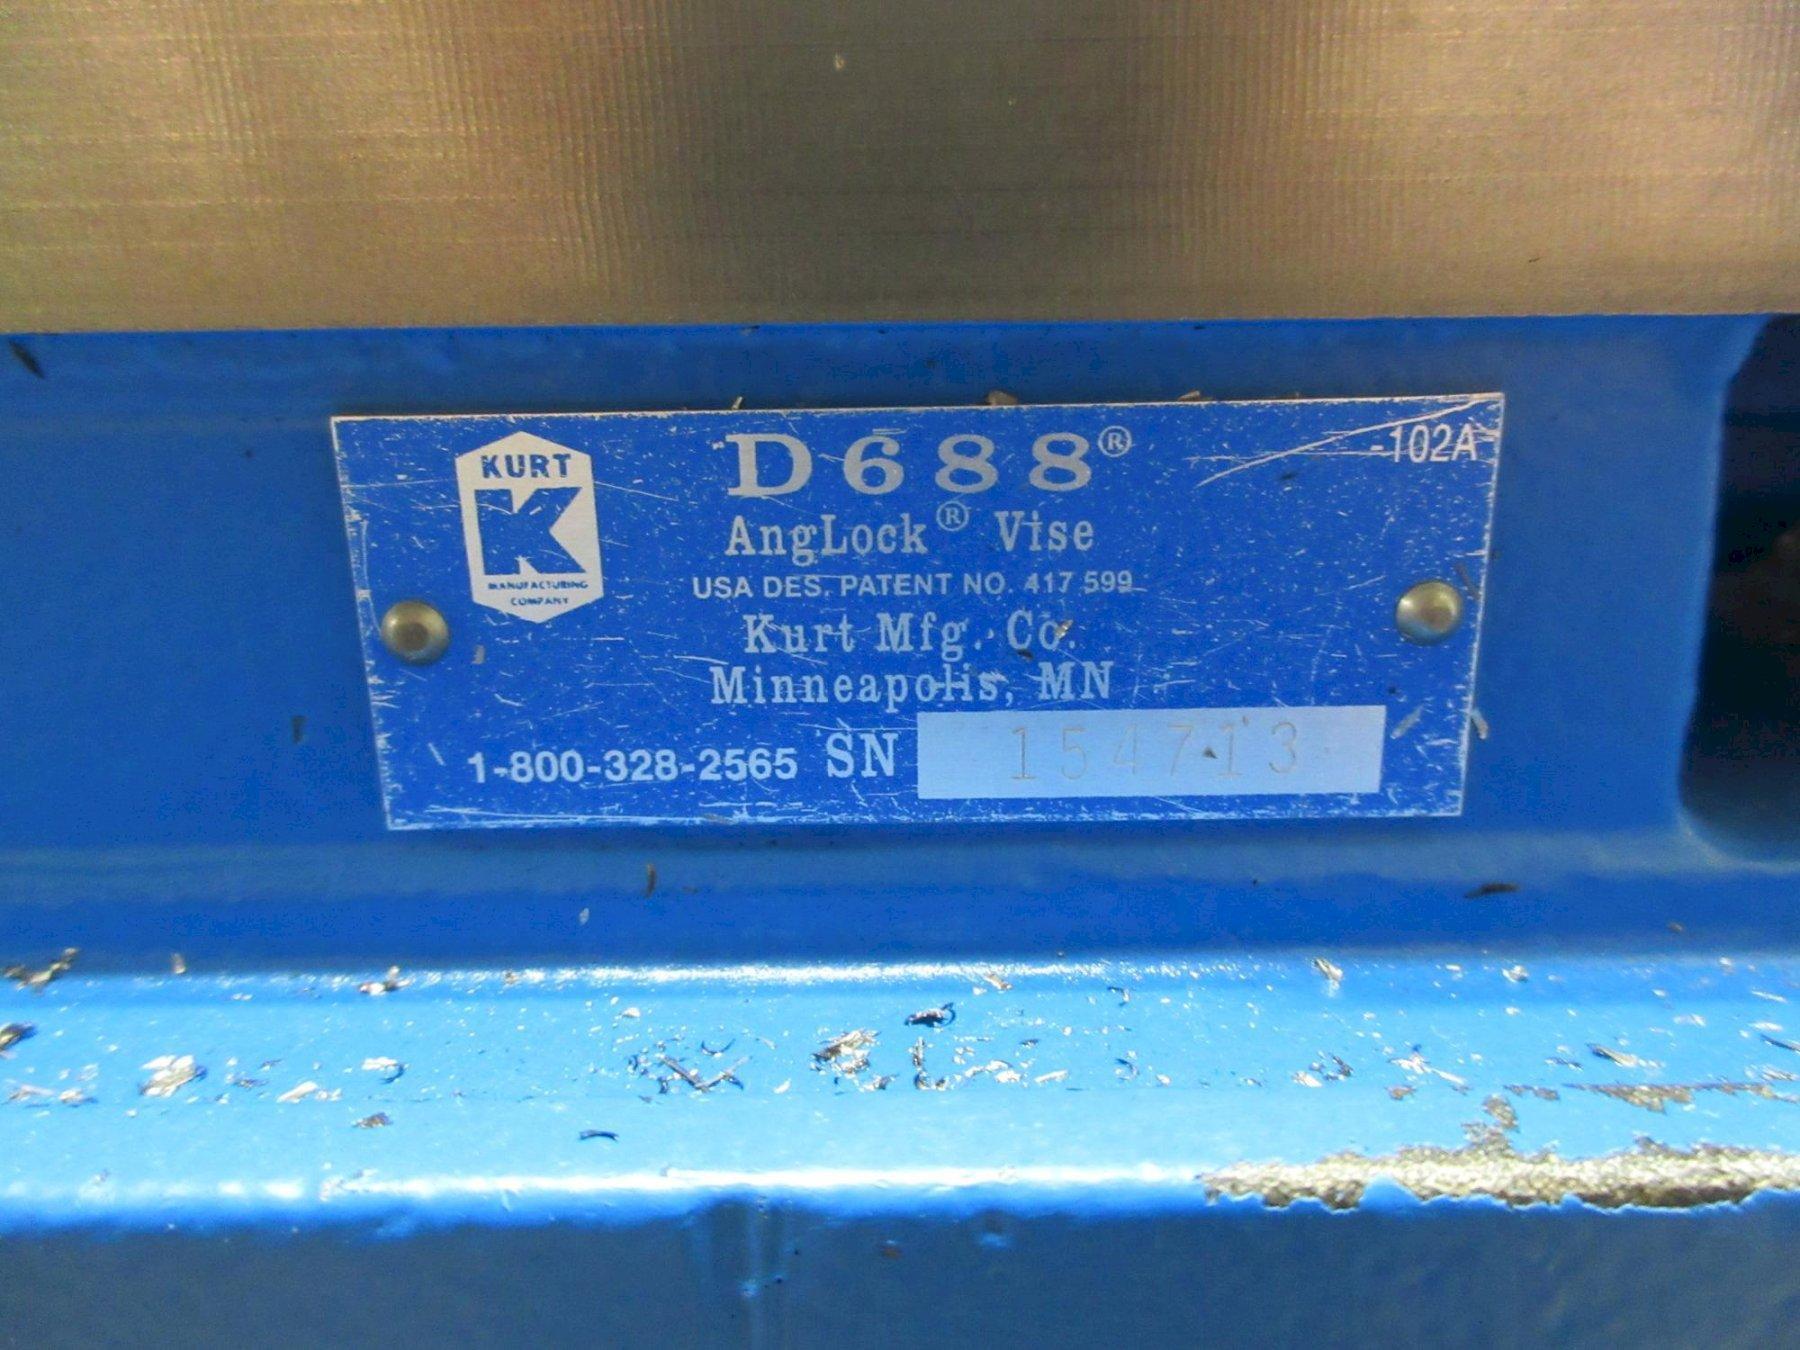 KURT
K
MANUFACTURING
COMPANY
D688®
-102A
AngLock® Vise
USA DES. PATENT NO. 417 599
Kurt Mfg. Co.
Minneapolis, MN
1-800-328-2565 SN 154713